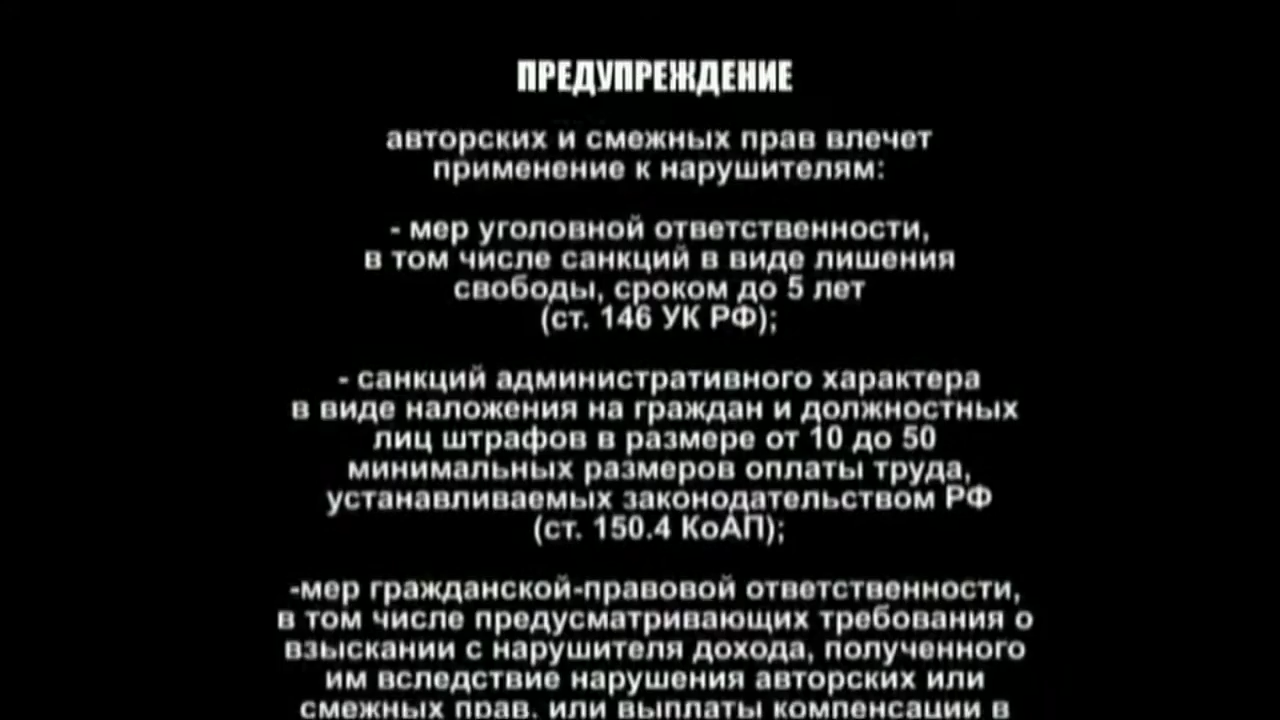 ПРЕДУПРЕЖДЕНИЕ
авторских и смежных прав влечет
применение к нарушителям:
- мер уголовной ответственности,
в том числе санкций в виде лишения
свободы, сроком до 5 лет
(ст. 146 УК РФ);
- санкций административного характера
в виде наложения на граждан и должностных
лиц штрафов в размере от 10 до 50
минимальных размеров оплаты труда,
устанавливаемых законодательством РФ
(ст. 150.4 КоАП);
-мер гражданской-правовой ответственности,
в том числе предусматривающих требования о
взыскании с нарушителя дохода, полученного
им вследствие нарушения авторских или
смежных прав, или выплаты компенсации в